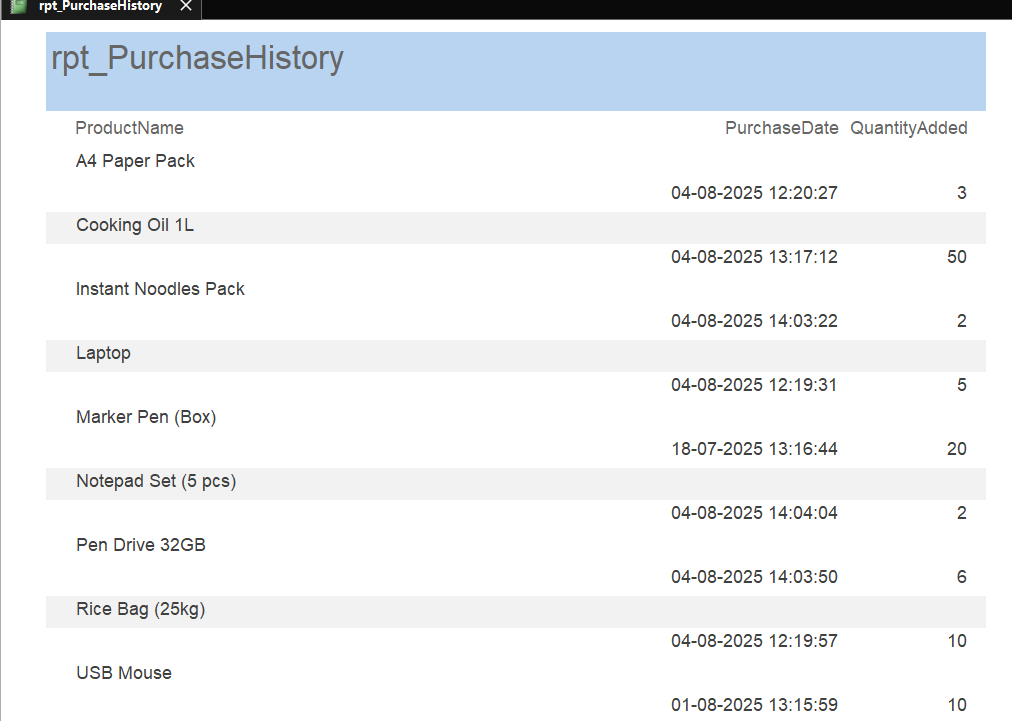 rpt_PurchaseHistory
rpt_PurchaseHistory
ProductName PurchaseDate QuantityAdded
A4 Paper Pack
04-08-2025 12:20:27 3
Cooking Oil 1L
04-08-2025 13:17:12 50
Instant Noodles Pack
04-08-2025 14:03:22 2
Laptop
04-08-2025 12:19:31 5
Marker Pen (Box)
18-07-2025 13:16:44 20
Notepad Set (5 pcs)
04-08-2025 14:04:04 2
Pen Drive 32GB
04-08-2025 14:03:50 6
Rice Bag (25kg)
04-08-2025 12:19:57 10
USB Mouse
01-08-2025 13:15:59 10